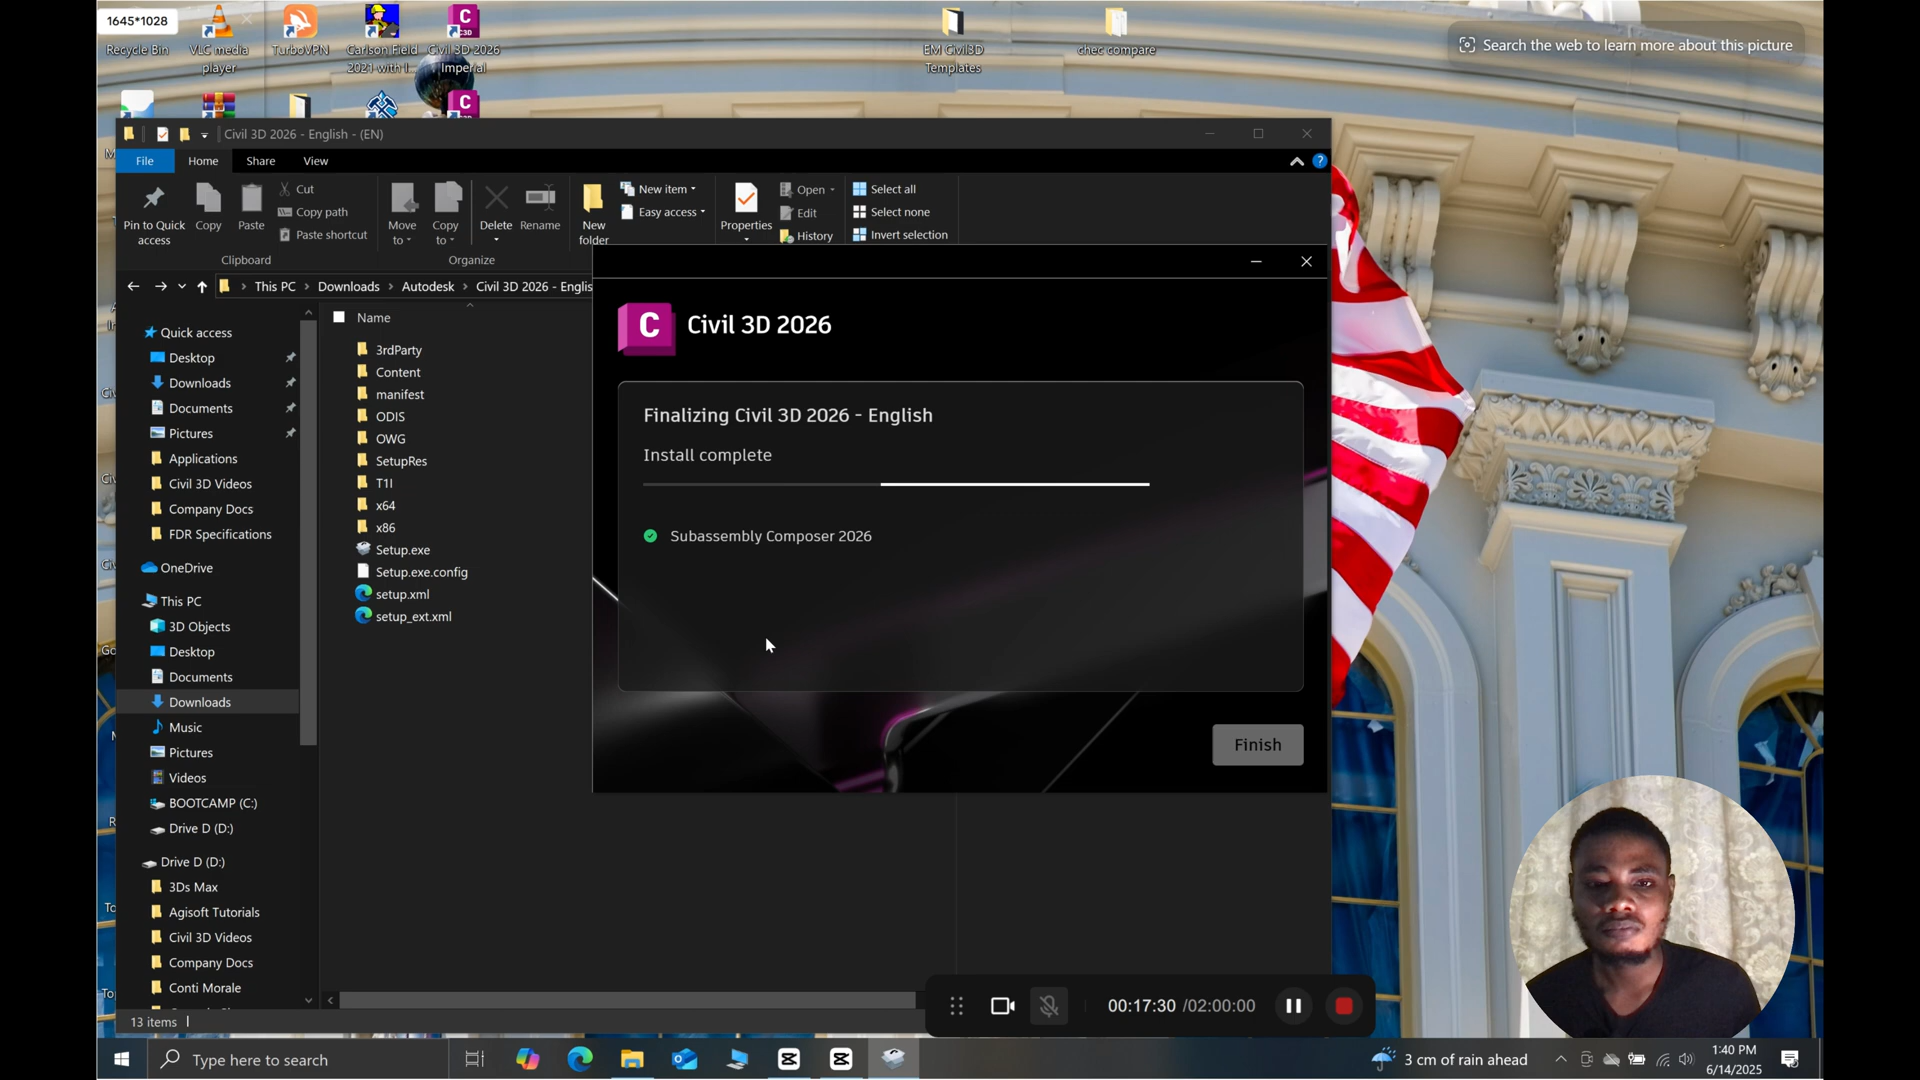 1645*1028
Recycle Bin
VLC media player
TurboVPN
Carlson Field 2021 with I...
Civil 3D 2026 Imperial
EM Civil3D Templates
chec compare
Search the web to learn more about this picture
Civil 3D 2026 - English - (EN)
File
Home
Share
View
Pin to Quick access
Copy
Paste
Cut
Copy path
Paste shortcut
Move to
Copy to
Delete
Rename
New folder
New item
Easy access
Properties
Open
Edit
History
Select all
Select none
Invert selection
Clipboard
Organize
This PC > Downloads > Autodesk > Civil 3D 2026 - Englis
Quick access
Desktop
Downloads
Documents
Pictures
Applications
Civil 3D Videos
Company Docs
FDR Specifications
OneDrive
This PC
3D Objects
Desktop
Documents
Downloads
Music
Pictures
Videos
BOOTCAMP (C:)
Drive D (D:)
Drive D (D:)
3Ds Max
Agisoft Tutorials
Civil 3D Videos
Company Docs
Conti Morale
Name
3rdParty
Content
manifest
ODIS
OWG
SetupRes
T1I
x64
x86
Setup.exe
Setup.exe.config
setup.xml
setup_ext.xml
13 items
C
Civil 3D 2026
Finalizing Civil 3D 2026 - English
Install complete
Subassembly Composer 2026
Finish
00:17:30 /02:00:00
Type here to search
3 cm of rain ahead
1:40 PM
6/14/2025